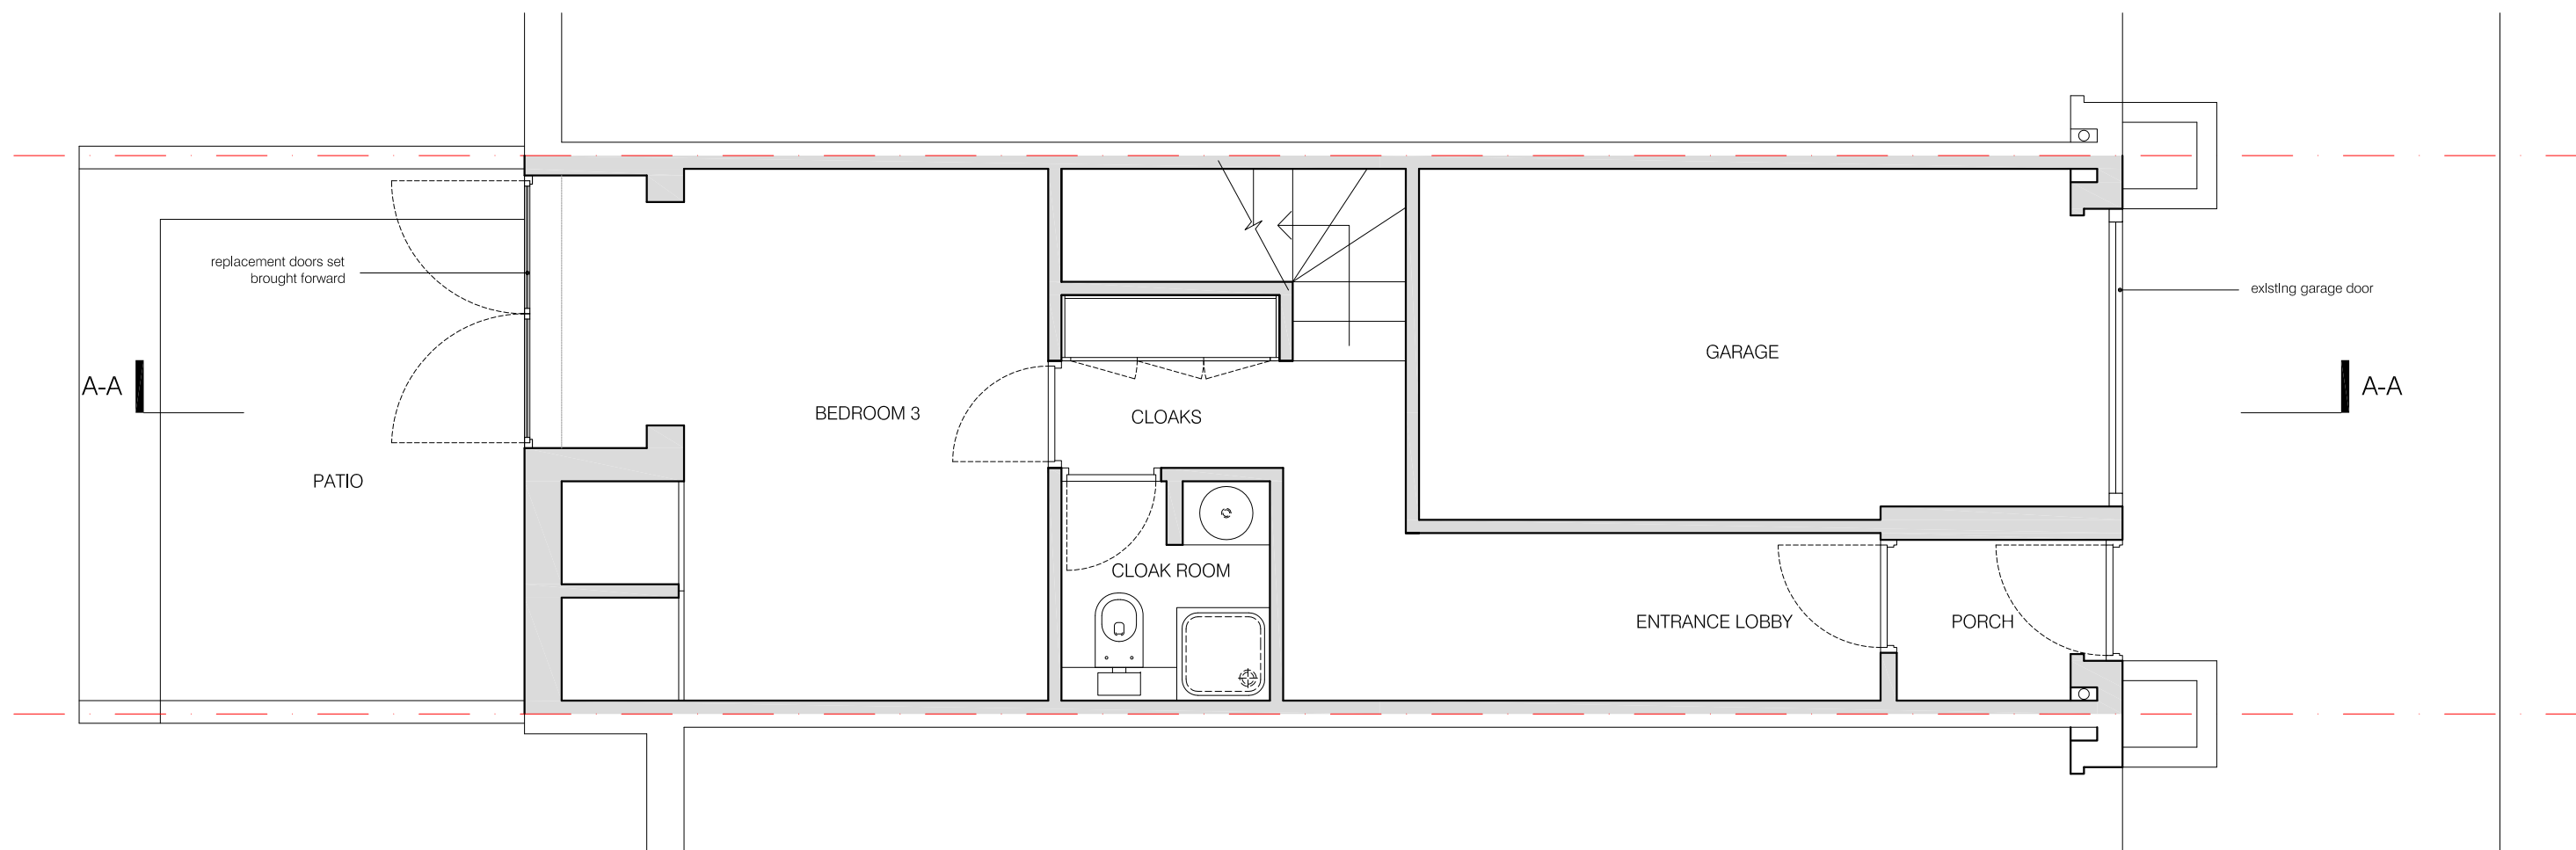 replacement doors set
brought forward
existing garage door
GARAGE
A-A
A-A
BEDROOM 3
CLOAKS
PATIO
CLOAK ROOM
ENTRANCE LOBBY
PORCH